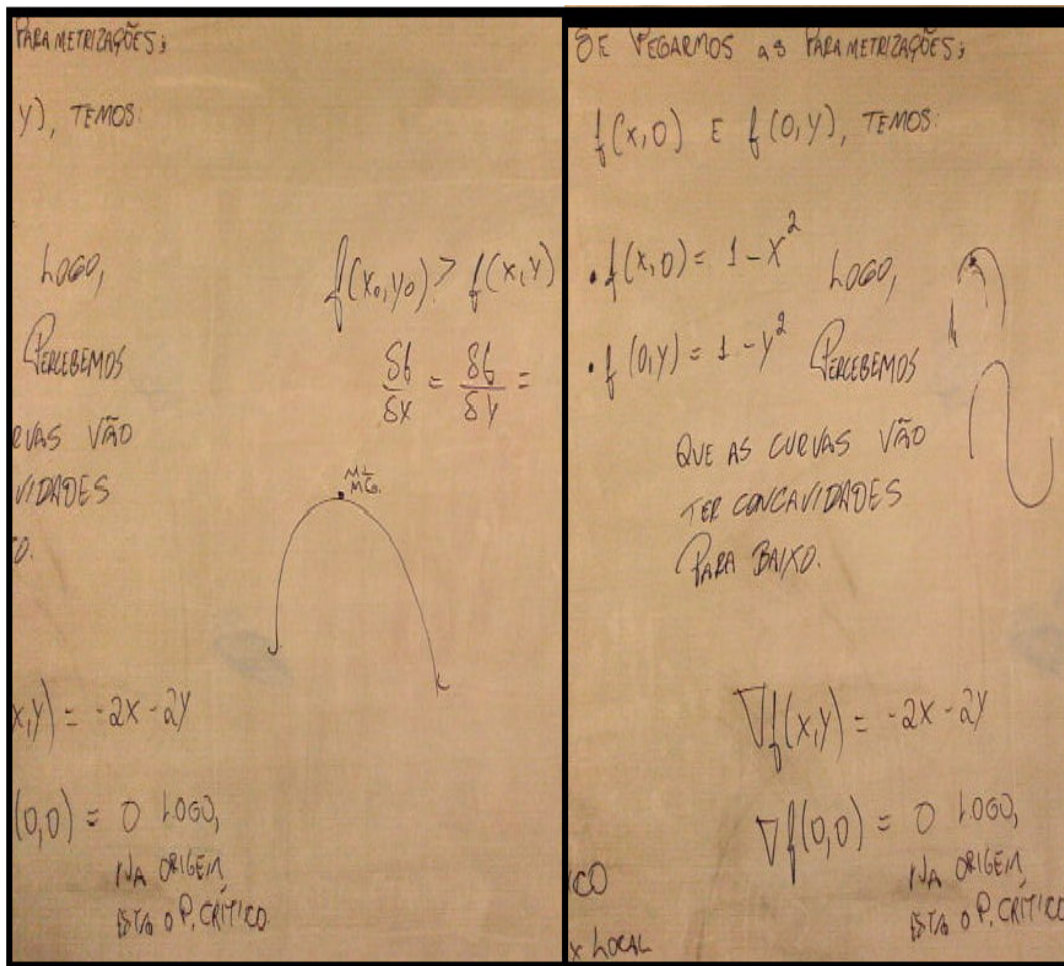 PARAMETRIZAÇÕES;
Y), TEMOS:
LOGO,
PERCEBEMOS
RVAS VÃO
VIDADES
TO.
f(x₀,y₀) > f(x,y)
δf/δx = δf/δy =
ML
x,y) = -2x-2y
(0,0) = 0 LOGO,
NA ORIGEM
ESTÁ O P. CRÍTICO.
SE PEGARMOS as PARAMETRIZAÇÕES;
f(x,0) E f(0,y), TEMOS:
• f(x,0) = 1 - x² LOGO,
• f(0,y) = 1 - y² PERCEBEMOS
QUE AS CURVAS VÃO
TER CONCAVIDADES
PARA BAIXO.
∇f(x,y) = -2x-2y
∇f(0,0) = 0 LOGO,
NA ORIGEM
ESTÁ O P. CRÍTICO
ICO
x LOCAL